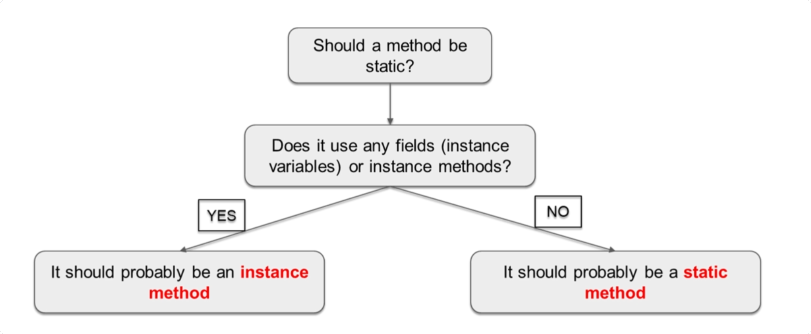 Should a method be
static?
Does it use any fields (instance
variables) or instance methods?
YES
NO
It should probably be an instance
method
It should probably be a static
method